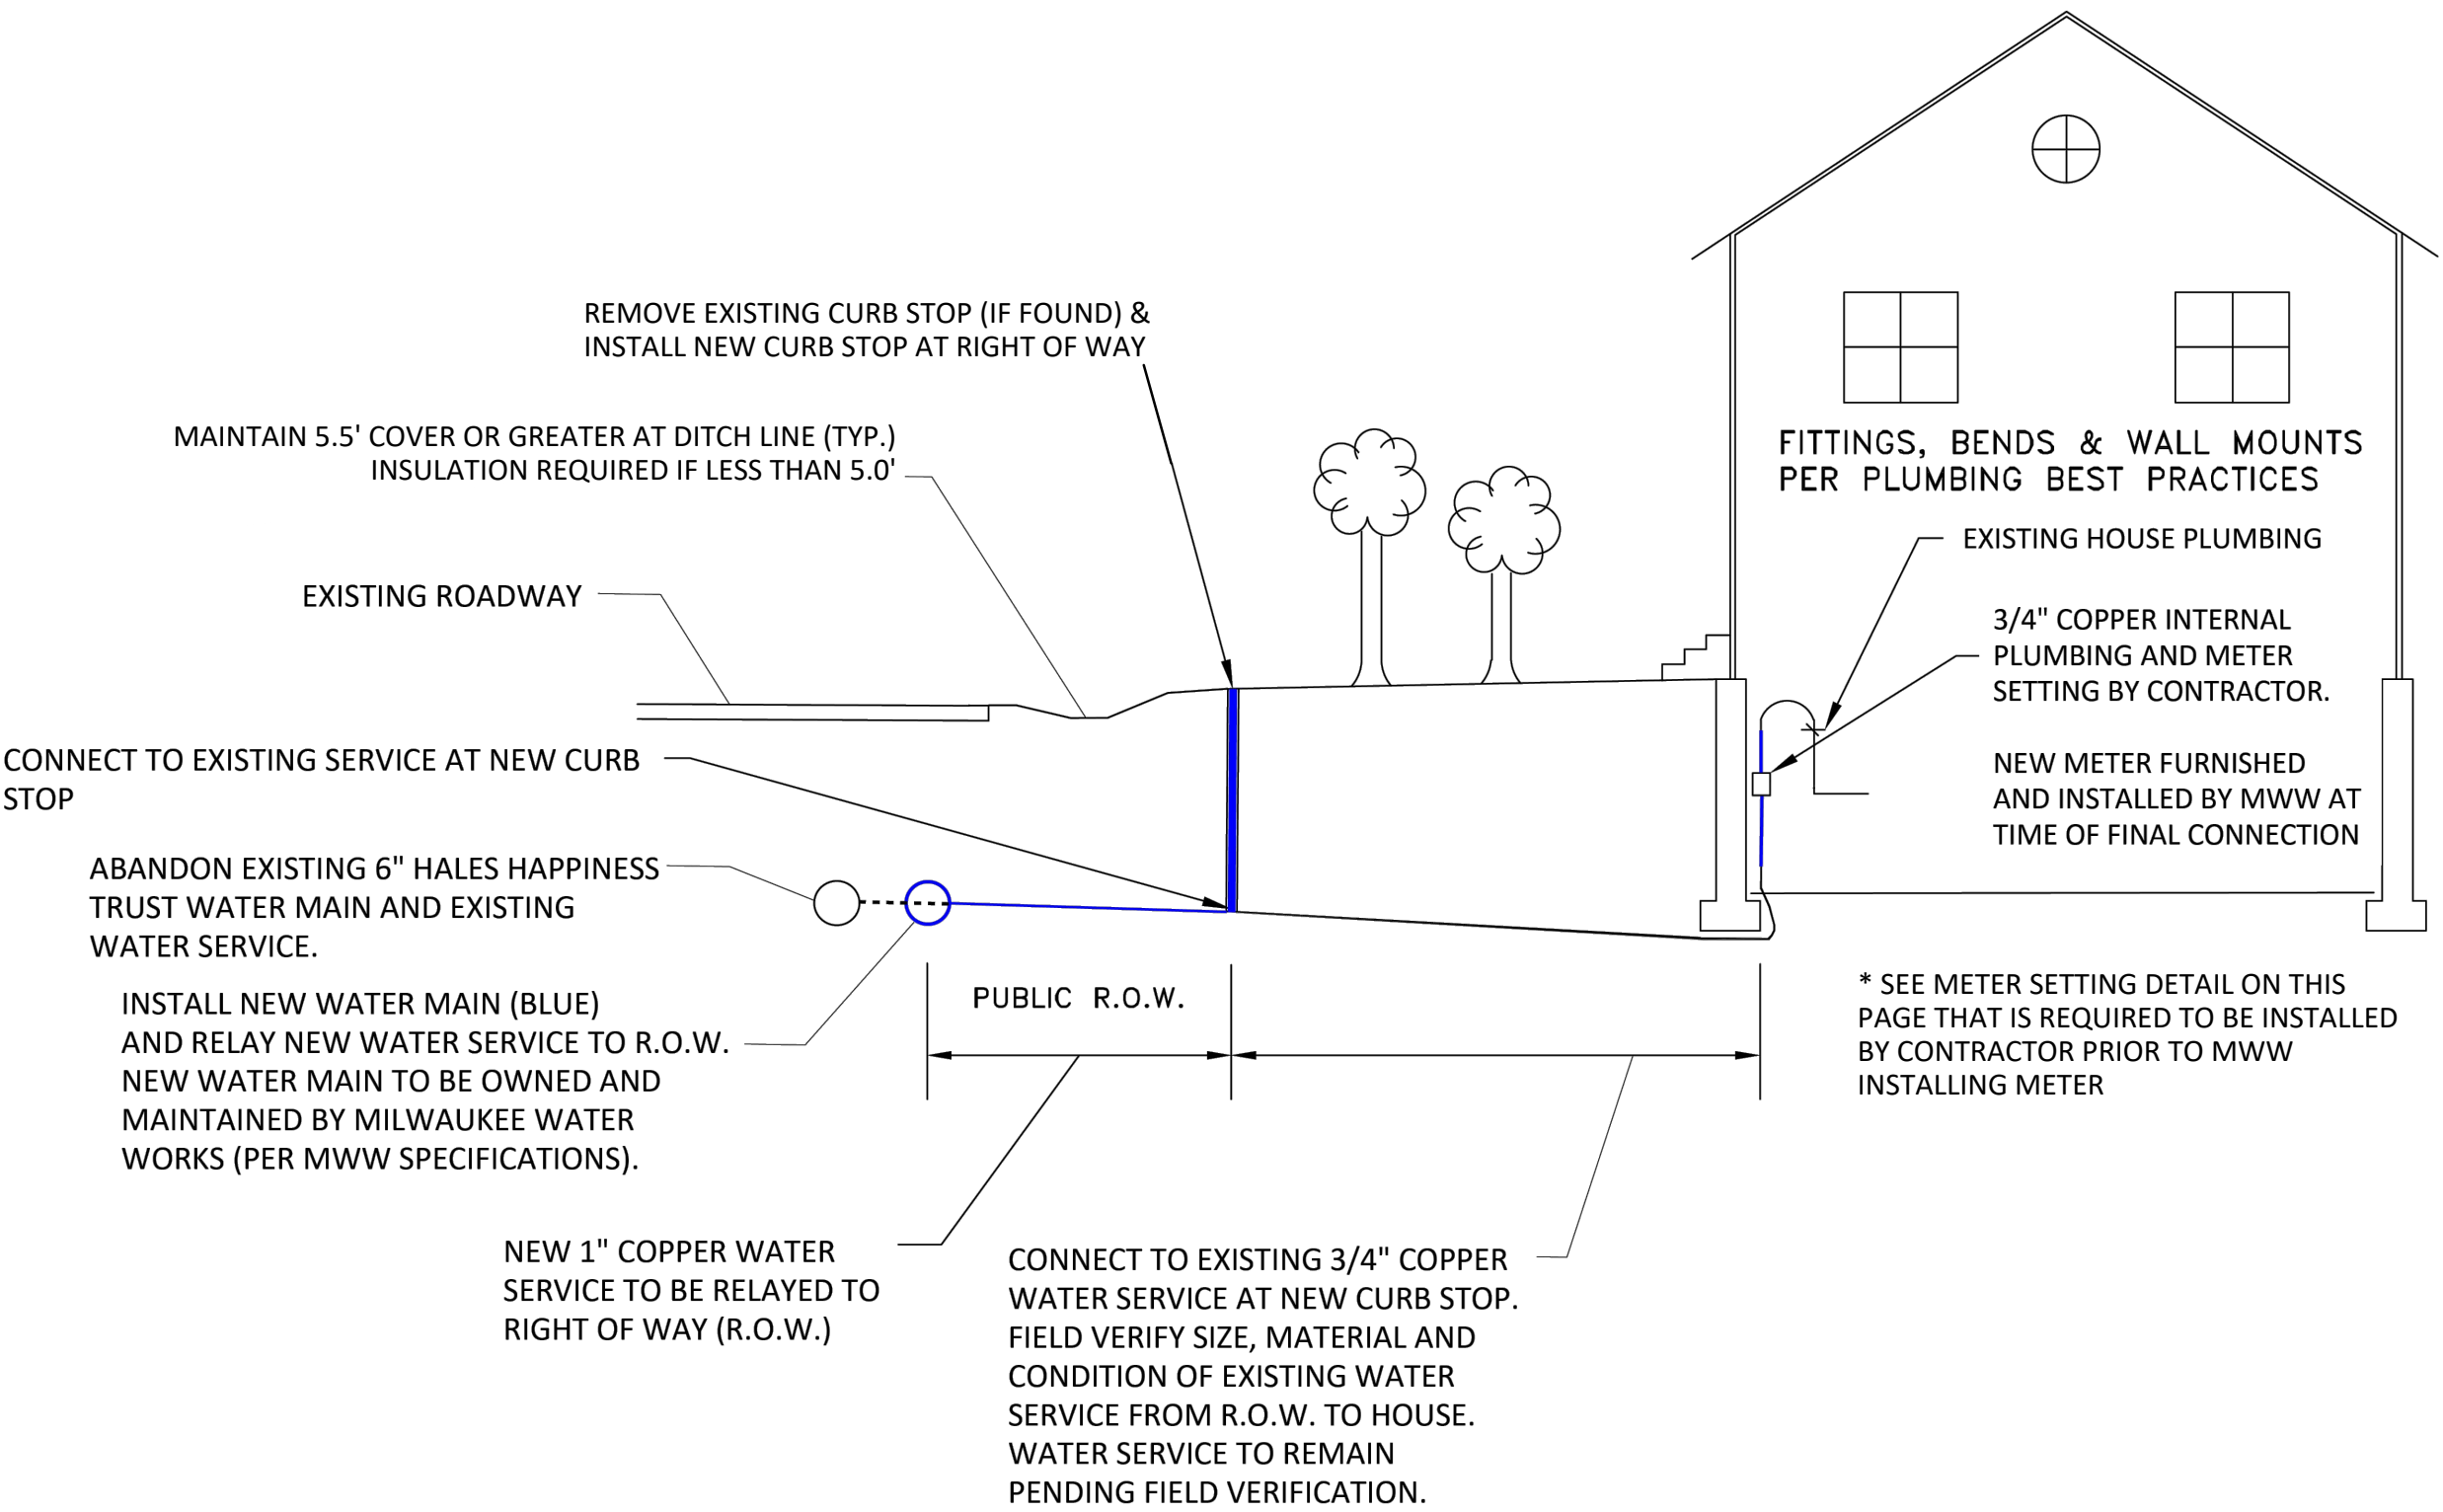 REMOVE EXISTING CURB STOP (IF FOUND) &
INSTALL NEW CURB STOP AT RIGHT OF WAY
MAINTAIN 5.5' COVER OR GREATER AT DITCH LINE (TYP.)
INSULATION REQUIRED IF LESS THAN 5.0'
FITTINGS, BENDS & WALL MOUNTS
PER PLUMBING BEST PRACTICES
EXISTING HOUSE PLUMBING
EXISTING ROADWAY
3/4" COPPER INTERNAL
PLUMBING AND METER
SETTING BY CONTRACTOR.
NEW METER FURNISHED
AND INSTALLED BY MWW AT
TIME OF FINAL CONNECTION
CONNECT TO EXISTING SERVICE AT NEW CURB
STOP
ABANDON EXISTING 6" HALES HAPPINESS
TRUST WATER MAIN AND EXISTING
WATER SERVICE.
INSTALL NEW WATER MAIN (BLUE)
AND RELAY NEW WATER SERVICE TO R.O.W.
NEW WATER MAIN TO BE OWNED AND
MAINTAINED BY MILWAUKEE WATER
WORKS (PER MWW SPECIFICATIONS).
PUBLIC R.O.W.
* SEE METER SETTING DETAIL ON THIS
PAGE THAT IS REQUIRED TO BE INSTALLED
BY CONTRACTOR PRIOR TO MWW
INSTALLING METER
NEW 1" COPPER WATER
SERVICE TO BE RELAYED TO
RIGHT OF WAY (R.O.W.)
CONNECT TO EXISTING 3/4" COPPER
WATER SERVICE AT NEW CURB STOP.
FIELD VERIFY SIZE, MATERIAL AND
CONDITION OF EXISTING WATER
SERVICE FROM R.O.W. TO HOUSE.
WATER SERVICE TO REMAIN
PENDING FIELD VERIFICATION.